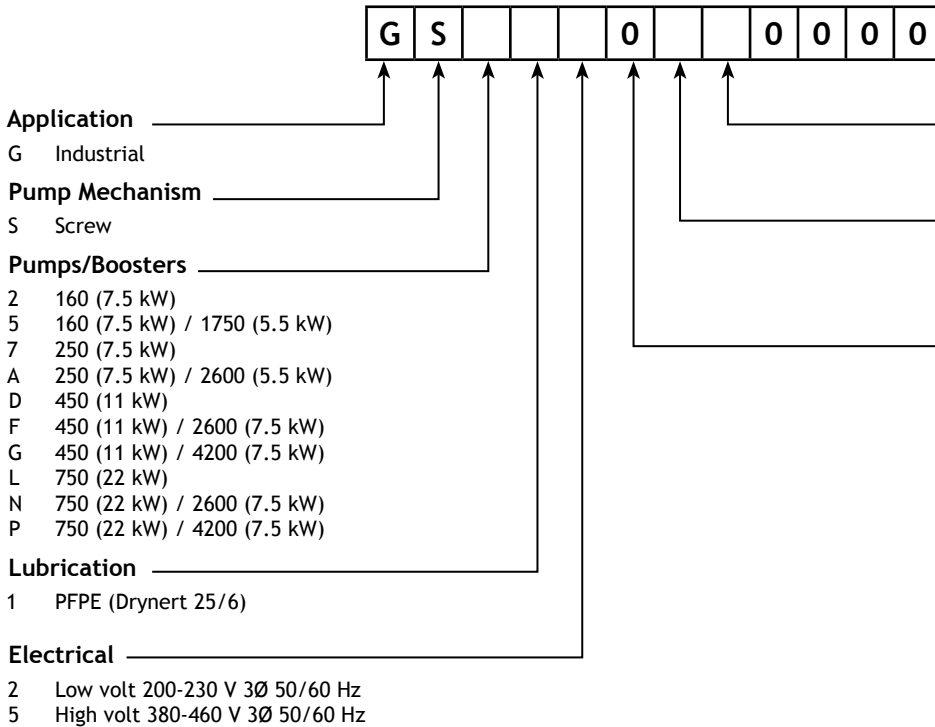 G S 0 0 0 0 0
Application
G Industrial
Pump Mechanism
S Screw
Pumps/Boosters
2 160 (7.5 kW)
5 160 (7.5 kW) / 1750 (5.5 kW)
7 250 (7.5 kW)
A 250 (7.5 kW) / 2600 (5.5 kW)
D 450 (11 kW)
F 450 (11 kW) / 2600 (7.5 kW)
G 450 (11 kW) / 4200 (7.5 kW)
L 750 (22 kW)
N 750 (22 kW) / 2600 (7.5 kW)
P 750 (22 kW) / 4200 (7.5 kW)
Lubrication
1 PFPE (Drynert 25/6)
Electrical
2 Low volt 200-230 V 3Ø 50/60 Hz
5 High volt 380-460 V 3Ø 50/60 Hz